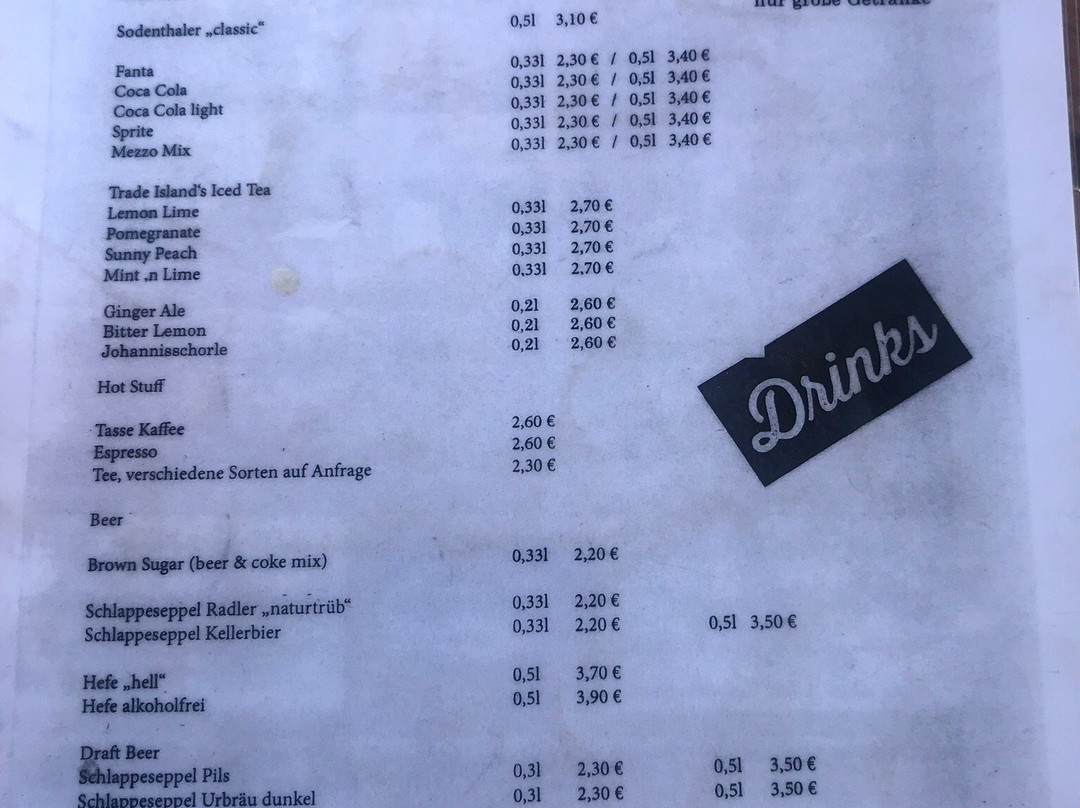 nur große Getränke
Sodenthaler „classic“ 0,5l 3,10 €
Fanta 0,33l 2,30 € / 0,5l 3,40 €
Coca Cola 0,33l 2,30 € / 0,5l 3,40 €
Coca Cola light 0,33l 2,30 € / 0,5l 3,40 €
Sprite 0,33l 2,30 € / 0,5l 3,40 €
Mezzo Mix 0,33l 2,30 € / 0,5l 3,40 €
Trade Island's Iced Tea
Lemon Lime 0,33l 2,70 €
Pomegranate 0,33l 2,70 €
Sunny Peach 0,33l 2,70 €
Mint ‚n Lime 0,33l 2,70 €
Ginger Ale 0,2l 2,60 €
Bitter Lemon 0,2l 2,60 €
Johannisschorle 0,2l 2,60 €
Drinks
Hot Stuff
Tasse Kaffee 2,60 €
Espresso 2,60 €
Tee, verschiedene Sorten auf Anfrage 2,30 €
Beer
Brown Sugar (beer & coke mix) 0,33l 2,20 €
Schlappeseppel Radler „naturtrüb“ 0,33l 2,20 €
Schlappeseppel Kellerbier 0,33l 2,20 € 0,5l 3,50 €
Hefe „hell“ 0,5l 3,70 €
Hefe alkoholfrei 0,5l 3,90 €
Draft Beer
Schlappeseppel Pils 0,3l 2,30 € 0,5l 3,50 €
Schlappeseppel Urbräu dunkel 0,3l 2,30 € 0,5l 3,50 €